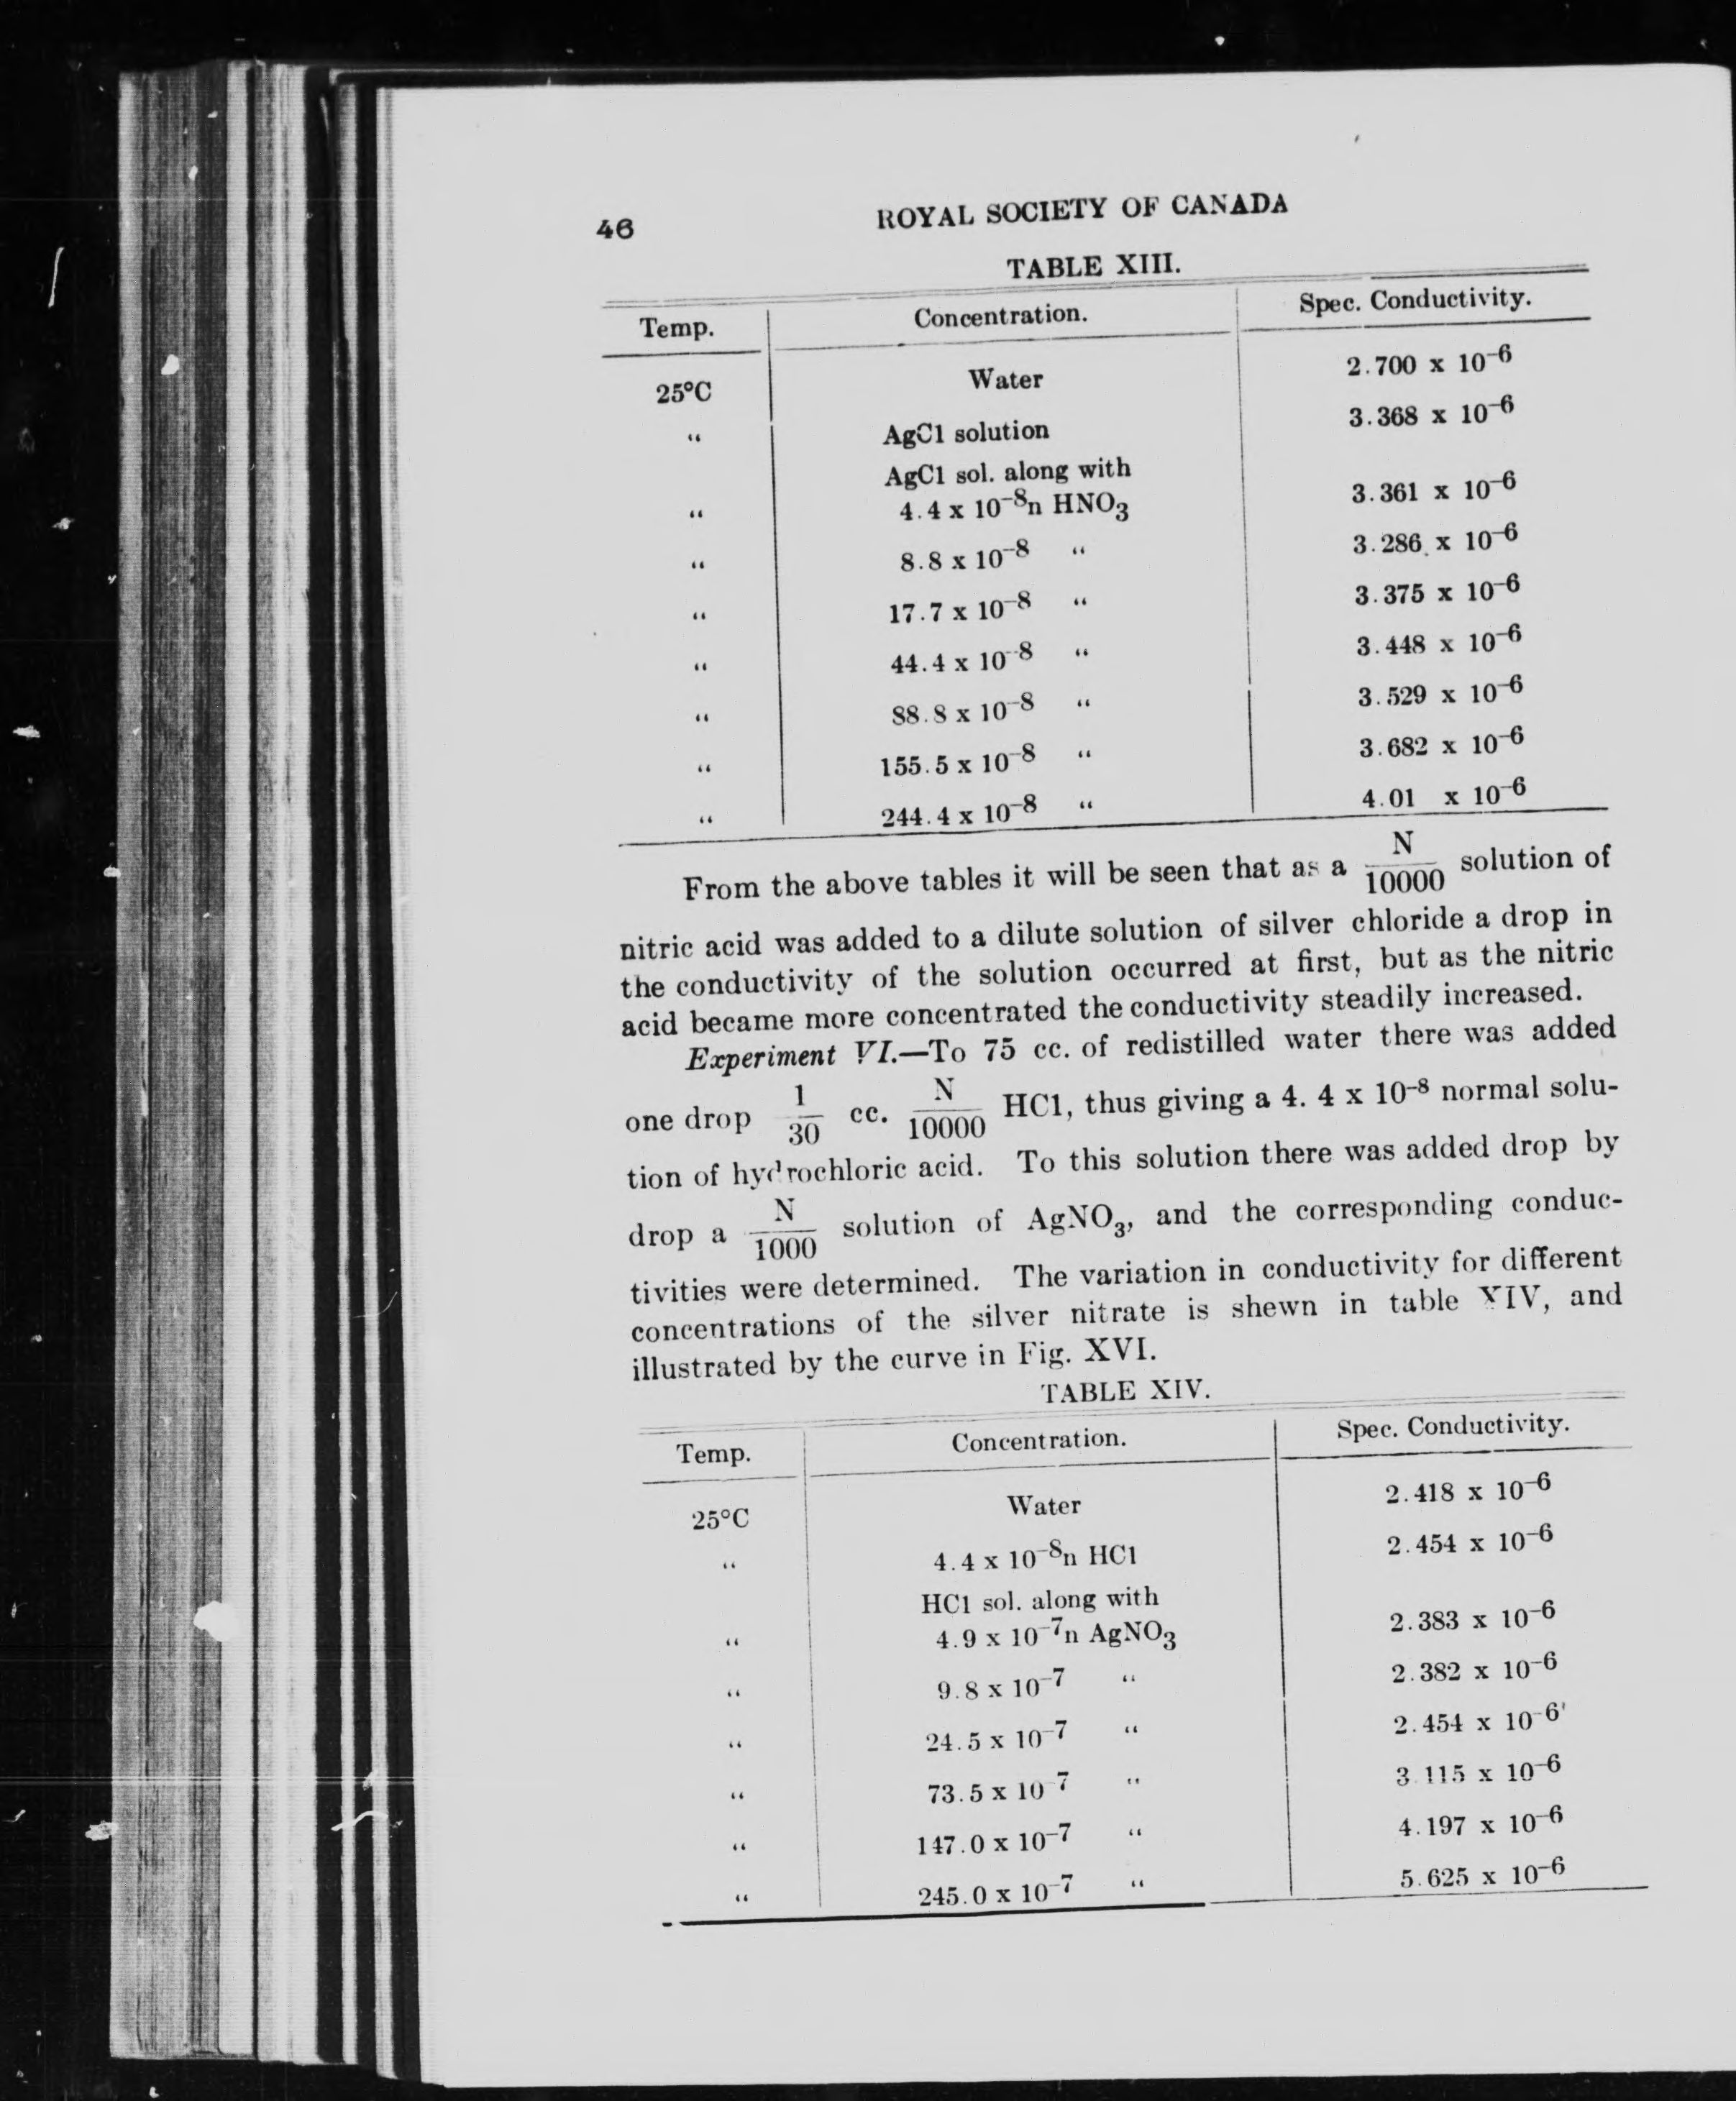 46 ROYAL SOCIETY OF CANADA
TABLE XIII.
Temp. Concentration. Spec. Conductivity.
25°C Water 2.700 x 10⁻⁶
“ AgCl solution 3.368 x 10⁻⁶
AgCl sol. along with
“ 4.4 x 10⁻⁸n HNO₃ 3.361 x 10⁻⁶
“ 8.8 x 10⁻⁸ “ 3.286 x 10⁻⁶
“ 17.7 x 10⁻⁸ “ 3.375 x 10⁻⁶
“ 44.4 x 10⁻⁸ “ 3.448 x 10⁻⁶
“ 88.8 x 10⁻⁸ “ 3.529 x 10⁻⁶
“ 155.5 x 10⁻⁸ “ 3.682 x 10⁻⁶
“ 244.4 x 10⁻⁸ “ 4.01 x 10⁻⁶
From the above tables it will be seen that as a N/10000 solution of
nitric acid was added to a dilute solution of silver chloride a drop in
the conductivity of the solution occurred at first, but as the nitric
acid became more concentrated the conductivity steadily increased.
Experiment VI.—To 75 cc. of redistilled water there was added
one drop 1/30 cc. N/10000 HCl, thus giving a 4. 4 x 10⁻⁸ normal solu-
tion of hydrochloric acid. To this solution there was added drop by
drop a N/1000 solution of AgNO₃, and the corresponding conduc-
tivities were determined. The variation in conductivity for different
concentrations of the silver nitrate is shewn in table XIV, and
illustrated by the curve in Fig. XVI.
TABLE XIV.
Temp. Concentration. Spec. Conductivity.
25°C Water 2.418 x 10⁻⁶
“ 4.4 x 10⁻⁸n HCl 2.454 x 10⁻⁶
HCl sol. along with
“ 4.9 x 10⁻⁷n AgNO₃ 2.383 x 10⁻⁶
“ 9.8 x 10⁻⁷ “ 2.382 x 10⁻⁶
“ 24.5 x 10⁻⁷ “ 2.454 x 10⁻⁶
“ 73.5 x 10⁻⁷ “ 3.115 x 10⁻⁶
“ 147.0 x 10⁻⁷ “ 4.197 x 10⁻⁶
“ 245.0 x 10⁻⁷ “ 5.625 x 10⁻⁶